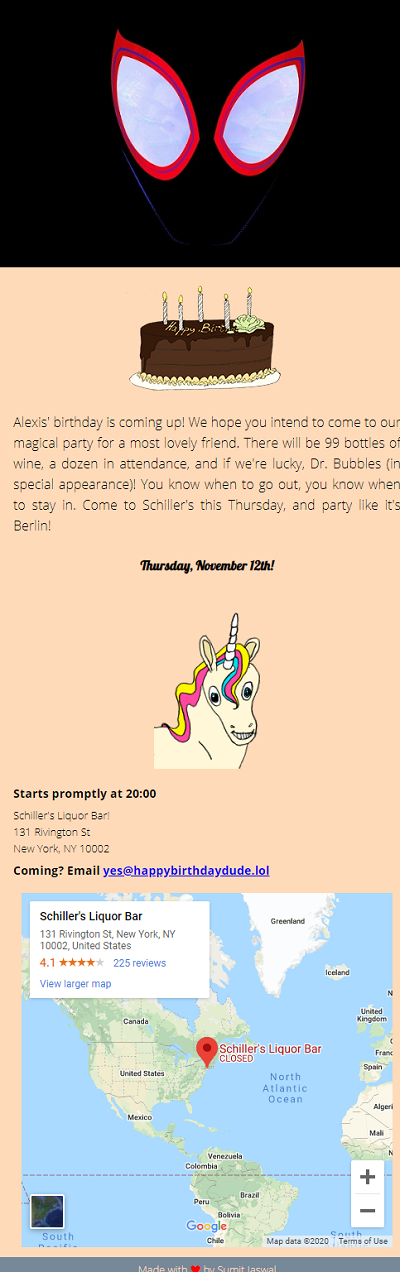 Happy Birt
Alexis' birthday is coming up! We hope you intend to come to our
magical party for a most lovely friend. There will be 99 bottles of
wine, a dozen in attendance, and if we're lucky, Dr. Bubbles (in
special appearance)! You know when to go out, you know when
to stay in. Come to Schiller's this Thursday, and party like it's
Berlin!
Thursday, November 12th!
Starts promptly at 20:00
Schiller's Liquor Bar!
131 Rivington St
New York, NY 10002
Coming? Email yes@happybirthdaydude.lol
Schiller's Liquor Bar
131 Rivington St, New York, NY
10002, United States
4.1 ★★★★★ 225 reviews
View larger map
Greenland
Iceland
N
Canada
United
Kingdom
Franc
Spain
Schiller's Liquor Bar
CLOSED
United States
North
Atlantic
Ocean
Algeri
Mexico
Mali
N
Venezuela
Colombia
Peru
Brazil
Bolivia
Chile
South
Pacific
South
Google
Map data ©2020
Terms of Use
Made with ❤ by Sumit Jaswal